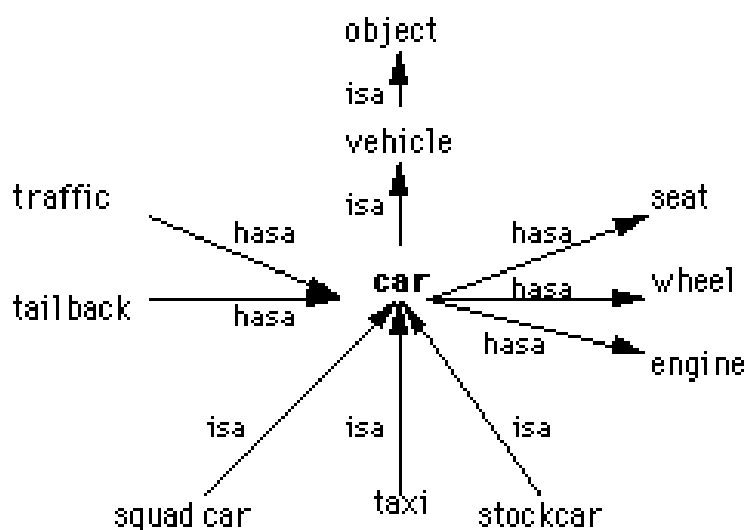 object
isa
vehicle
traffic
isa
seat
hasa
hasa
car
wheel
hasa
tailback
hasa
hasa
engine
isa
isa
isa
squad car
taxi
stockcar